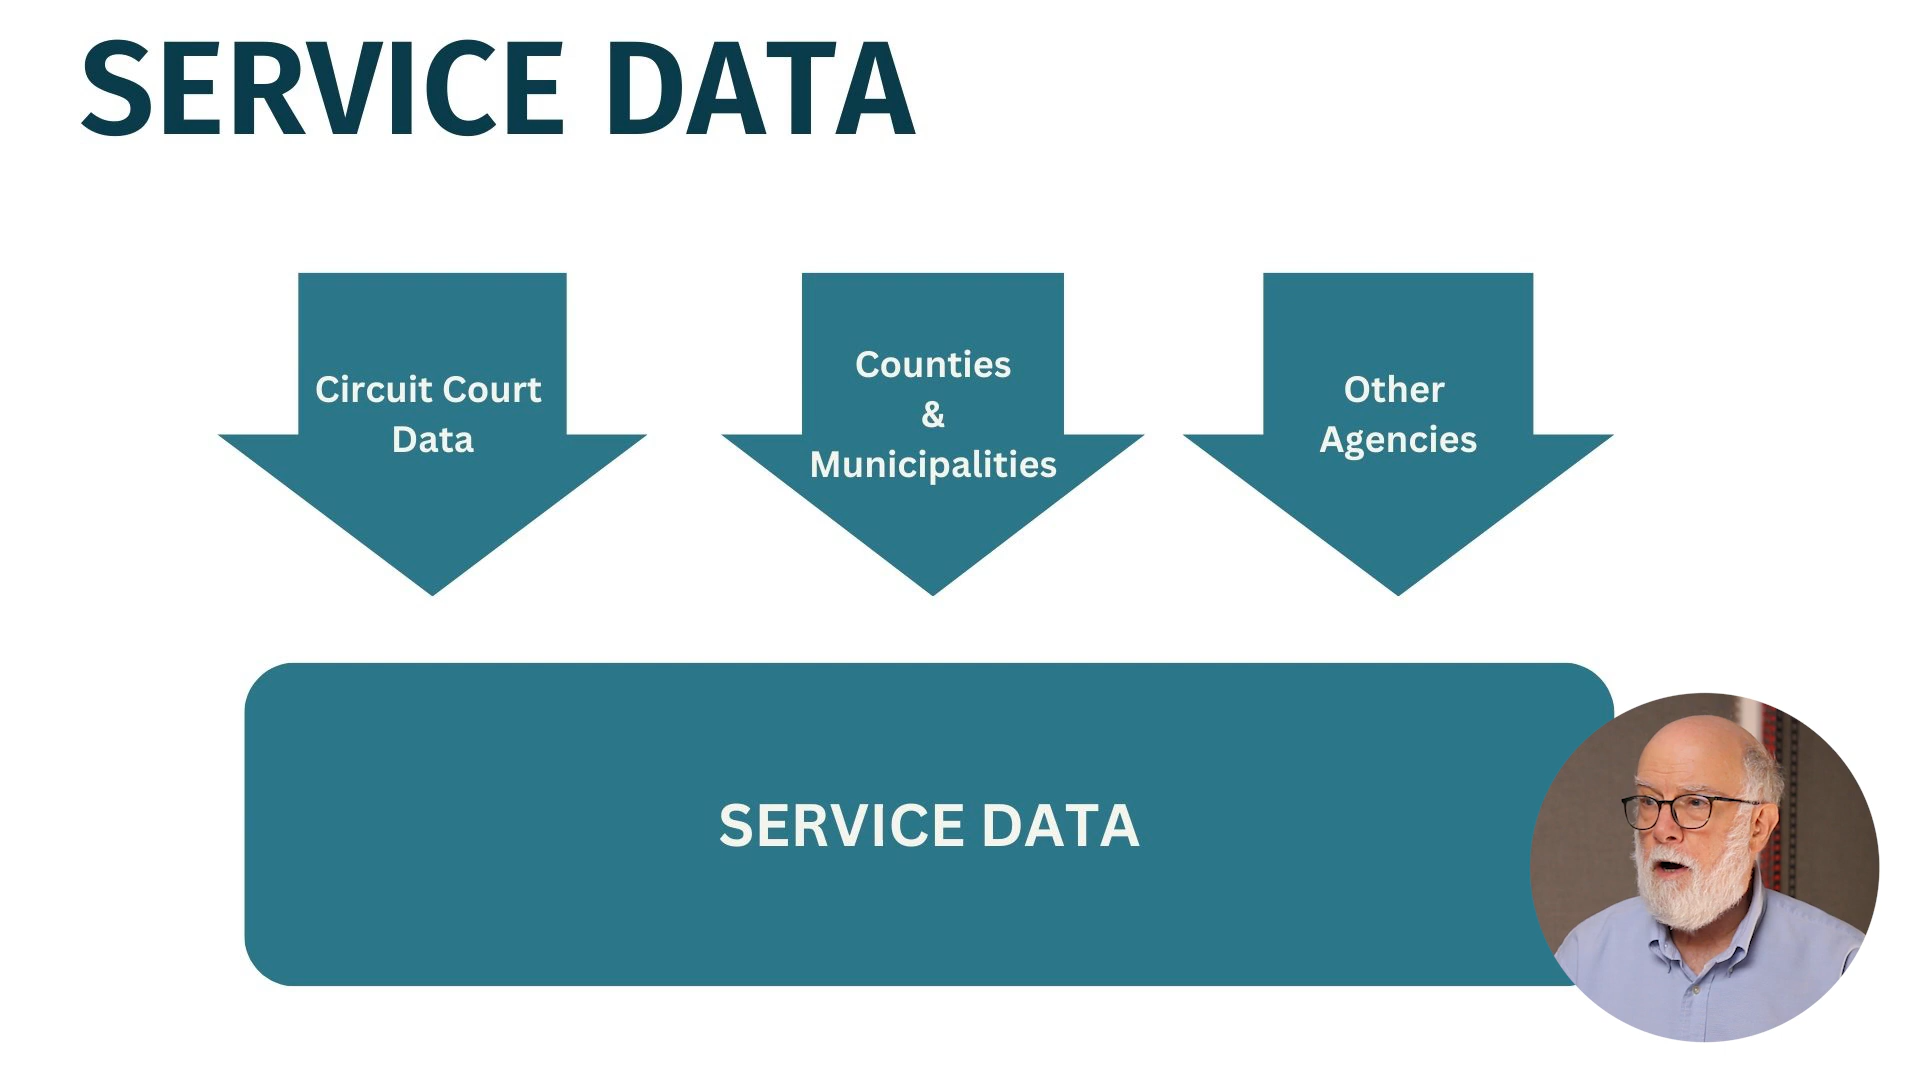 SERVICE DATA
Circuit Court
Data
Counties
&
Municipalities
Other
Agencies
SERVICE DATA